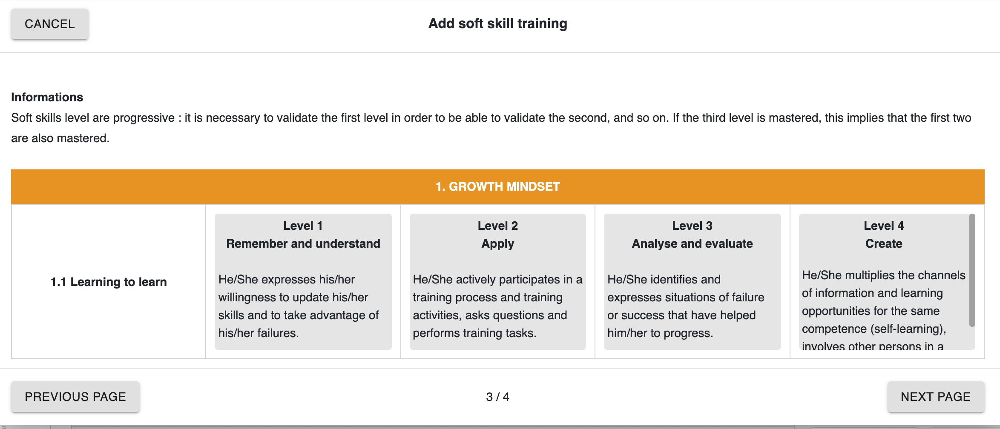 CANCEL
Add soft skill training
Informations
Soft skills level are progressive : it is necessary to validate the first level in order to be able to validate the second, and so on. If the third level is mastered, this implies that the first two
are also mastered.
1. GROWTH MINDSET
1.1 Learning to learn
Level 1
Remember and understand
He/She expresses his/her
willingness to update his/her
skills and to take advantage of
his/her failures.
Level 2
Apply
He/She actively participates in a
training process and training
activities, asks questions and
performs training tasks.
Level 3
Analyse and evaluate
He/She identifies and
expresses situations of failure
or success that have helped
him/her to progress.
Level 4
Create
He/She multiplies the channels
of information and learning
opportunities for the same
competence (self-learning),
involves other persons in a
PREVIOUS PAGE
3 / 4
NEXT PAGE